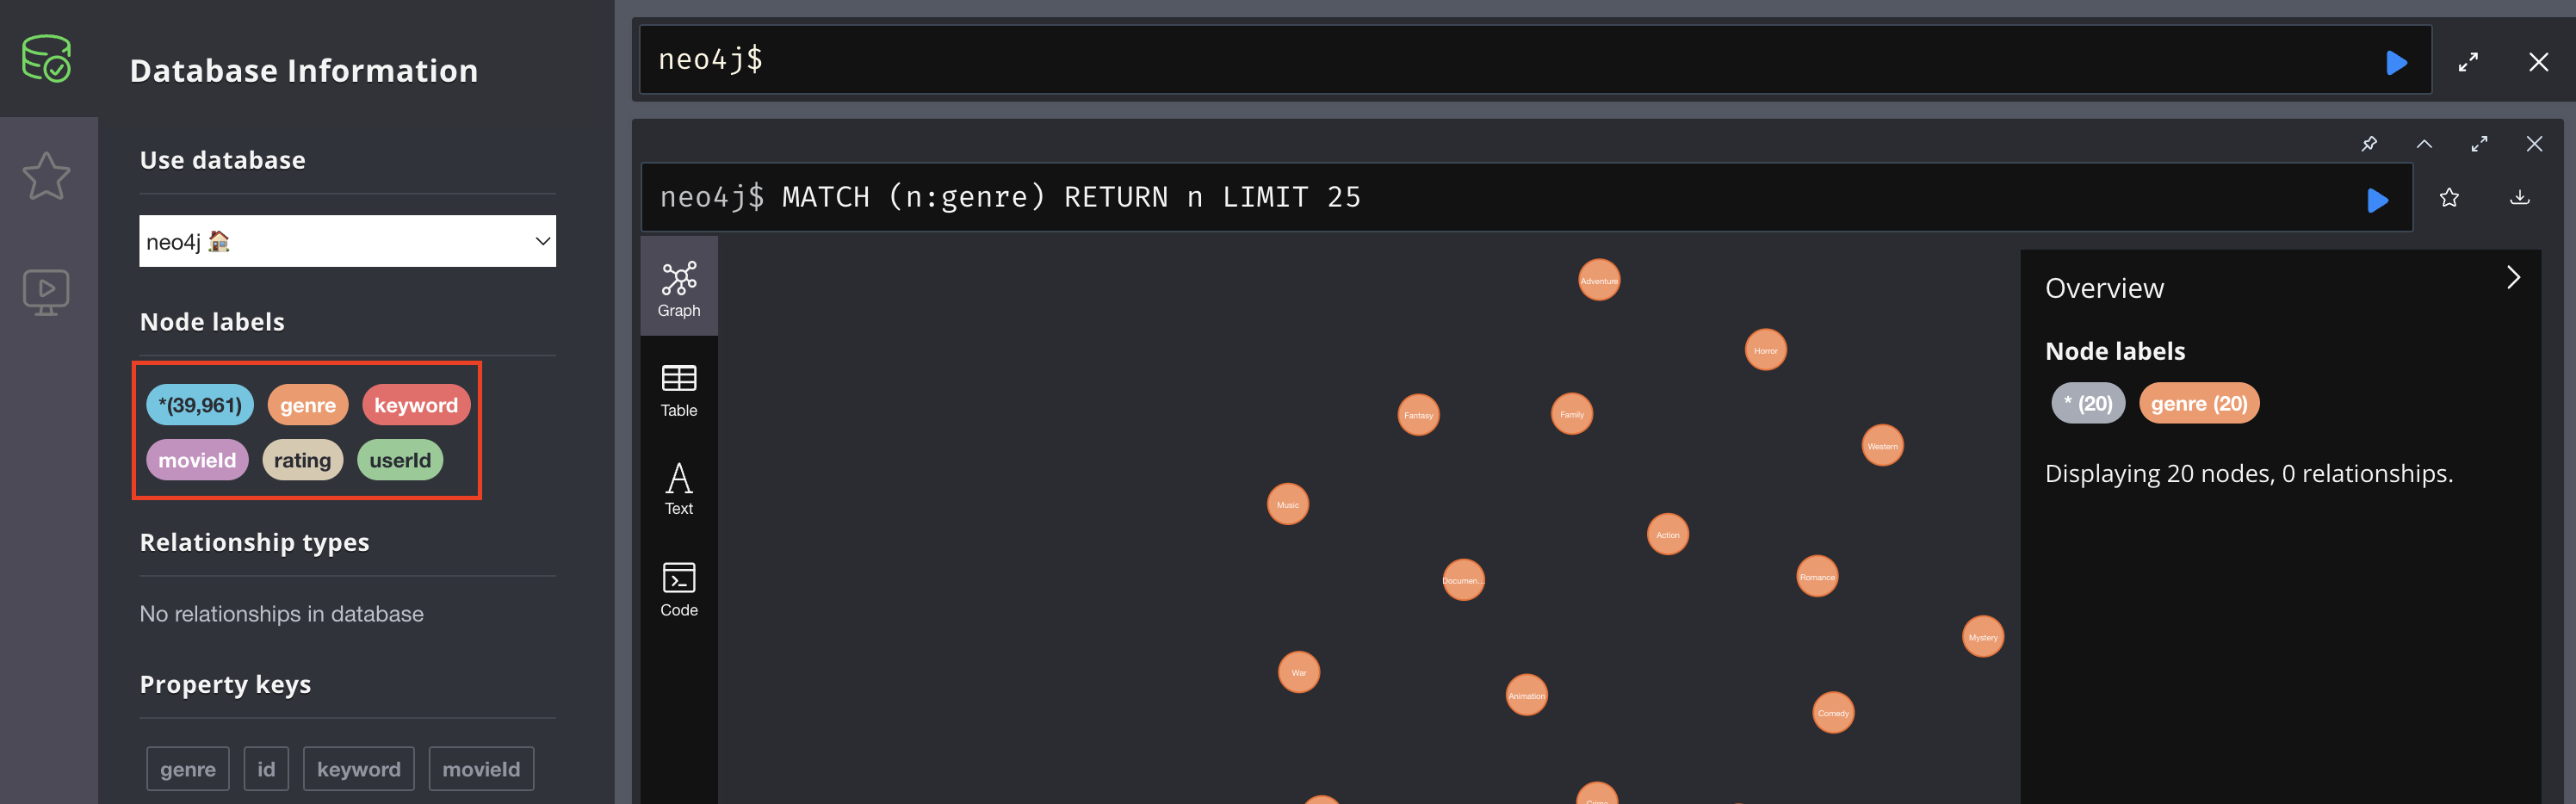 Database Information
Use database
neo4j
Node labels
*(39,961) genre keyword
movieId rating userId
Relationship types
No relationships in database
Property keys
genre id keyword movieId
neo4j$
neo4j$ MATCH (n:genre) RETURN n LIMIT 25
Graph
Table
Text
Code
Adventure
Horror
Fantasy
Family
Western
Music
Action
Documen...
Romance
Mystery
War
Animation
Comedy
Crime
Overview
Node labels
* (20) genre (20)
Displaying 20 nodes, 0 relationships.